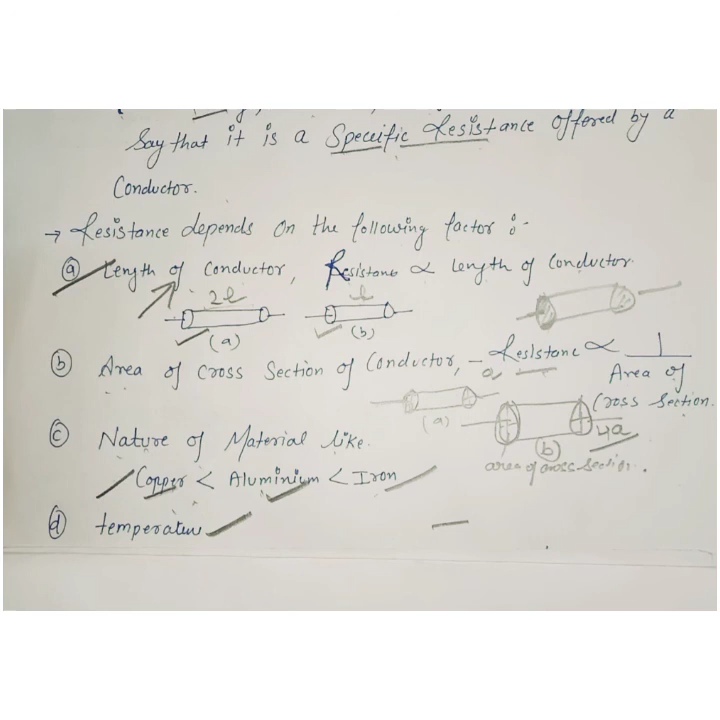 Say that it is a Specific Resistance offered by a
Conductor.
→ Resistance depends on the following factor :-
(a) Length of Conductor, Resistance ∝ length of Conductor.
2l l
(a) (b)
(b) Area of Cross Section of Conductor, - Resistance ∝ 1 / Area of Cross Section.
a
(a) 4a
(b)
area of cross-section.
(c) Nature of Material like.
Copper < Aluminium < Iron
(d) temperature